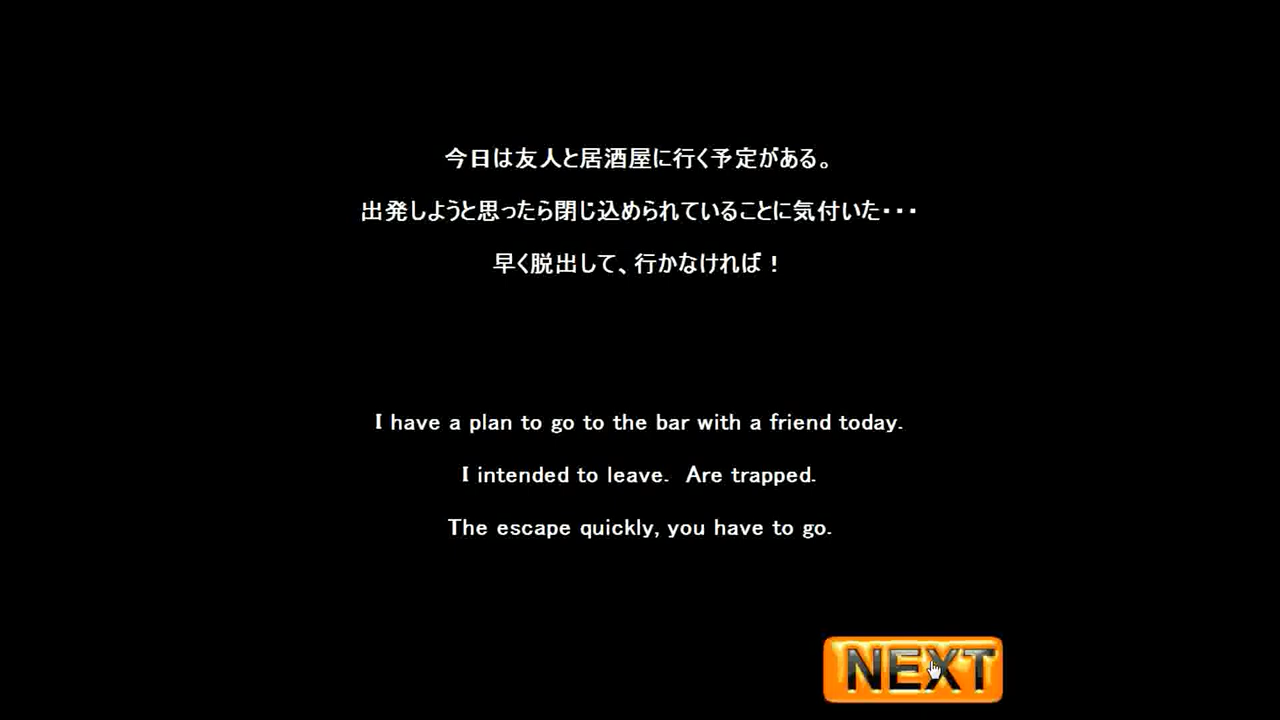 今日は友人と居酒屋に行く予定がある。
出発しようと思ったら閉じ込められていることに気付いた・・・
早く脱出して、行かなければ！
I have a plan to go to the bar with a friend today.
I intended to leave.  Are trapped.
The escape quickly, you have to go.
NEXT